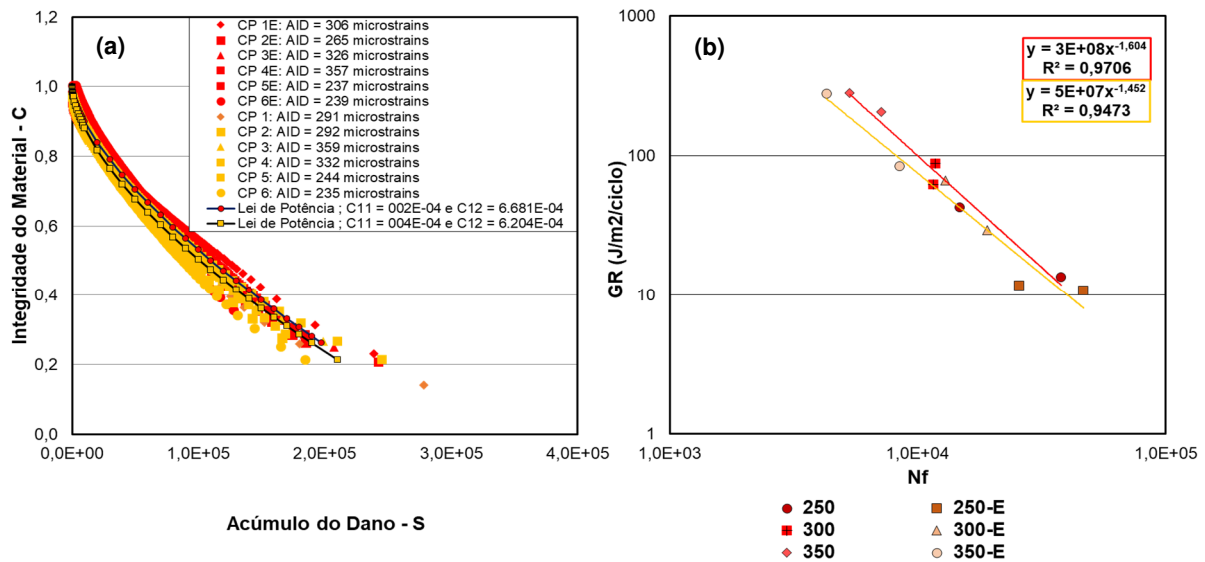 (a)
CP 1E: AID = 306 microstrains
CP 2E: AID = 265 microstrains
CP 3E: AID = 326 microstrains
CP 4E: AID = 357 microstrains
CP 5E: AID = 237 microstrains
CP 6E: AID = 239 microstrains
CP 1: AID = 291 microstrains
CP 2: AID = 292 microstrains
CP 3: AID = 359 microstrains
CP 4: AID = 332 microstrains
CP 5: AID = 244 microstrains
CP 6: AID = 235 microstrains
Lei de Potência ; C11 = 002E-04 e C12 = 6.681E-04
Lei de Potência ; C11 = 004E-04 e C12 = 6.204E-04
Integridade do Material - C
1,2
1,0
0,8
0,6
0,4
0,2
0,0
0,0E+00
1,0E+05
2,0E+05
3,0E+05
4,0E+05
Acúmulo do Dano - S
(b)
y = 3E+08x-1,604
R² = 0,9706
y = 5E+07x-1,452
R² = 0,9473
GR (J/m2/ciclo)
1000
100
10
1
1,0E+03
1,0E+04
1,0E+05
Nf
250
250-E
300
300-E
350
350-E